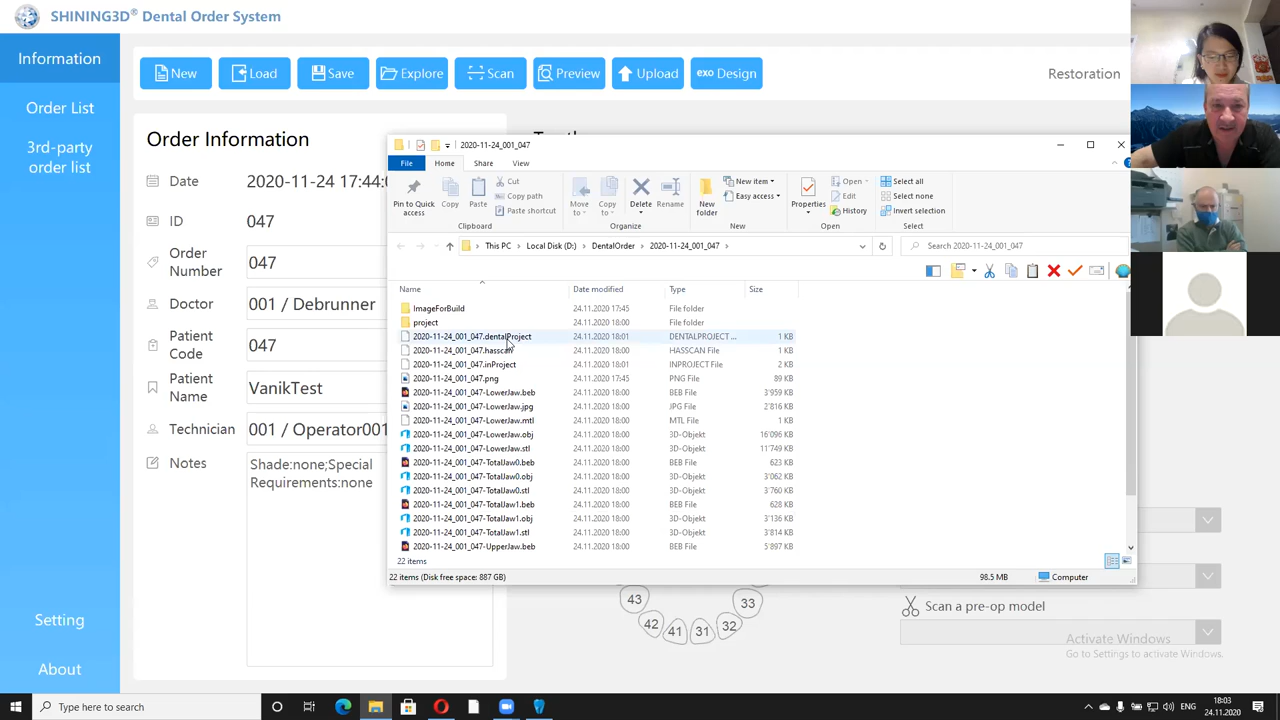 SHINING3D® Dental Order System
Information
Order List
3rd-party
order list
Setting
About
New
Load
Save
Explore
Scan
Preview
Upload
exo Design
Restoration
Order Information
Date
2020-11-24 17:44:0
ID
047
Order
Number
047
Doctor
001 / Debrunner
Patient
Code
047
Patient
Name
VanikTest
Technician
001 / Operator001
Notes
Shade:none;Special
Requirements:none
2020-11-24_001_047
File
Home
Share
View
Pin to Quick
access
Copy
Paste
Cut
Copy path
Paste shortcut
Clipboard
Move
to
Copy
to
Delete
Rename
Organize
New
folder
New item
Easy access
New
Properties
Open
Edit
History
Open
Select all
Select none
Invert selection
Select
This PC
Local Disk (D:)
DentalOrder
2020-11-24_001_047
Search 2020-11-24_001_047
Name Date modified Type Size
ImageForBuild 24.11.2020 17:45 File folder
project 24.11.2020 18:00 File folder
2020-11-24_001_047.dentalProject 24.11.2020 18:01 DENTALPROJECT ... 1 KB
2020-11-24_001_047.hasscan 24.11.2020 18:00 HASSCAN File 1 KB
2020-11-24_001_047.inProject 24.11.2020 18:01 INPROJECT File 2 KB
2020-11-24_001_047.png 24.11.2020 17:45 PNG File 89 KB
2020-11-24_001_047-LowerJaw.beb 24.11.2020 18:00 BEB File 3'959 KB
2020-11-24_001_047-LowerJaw.jpg 24.11.2020 18:00 JPG File 2'816 KB
2020-11-24_001_047-LowerJaw.mtl 24.11.2020 18:00 MTL File 1 KB
2020-11-24_001_047-LowerJaw.obj 24.11.2020 18:00 3D-Objekt 16'096 KB
2020-11-24_001_047-LowerJaw.stl 24.11.2020 18:00 3D-Objekt 11'749 KB
2020-11-24_001_047-TotalJaw0.beb 24.11.2020 18:00 BEB File 623 KB
2020-11-24_001_047-TotalJaw0.obj 24.11.2020 18:00 3D-Objekt 3'062 KB
2020-11-24_001_047-TotalJaw0.stl 24.11.2020 18:00 3D-Objekt 3'760 KB
2020-11-24_001_047-TotalJaw1.beb 24.11.2020 18:00 BEB File 628 KB
2020-11-24_001_047-TotalJaw1.obj 24.11.2020 18:00 3D-Objekt 3'136 KB
2020-11-24_001_047-TotalJaw1.stl 24.11.2020 18:00 3D-Objekt 3'814 KB
2020-11-24_001_047-UpperJaw.beb 24.11.2020 18:00 BEB File 5'897 KB
22 items
22 items (Disk free space: 887 GB)
98.5 MB
Computer
43
42
41
31
32
33
Scan a pre-op model
Activate Windows
Go to Settings to activate Windows.
Type here to search
18:03
24.11.2020